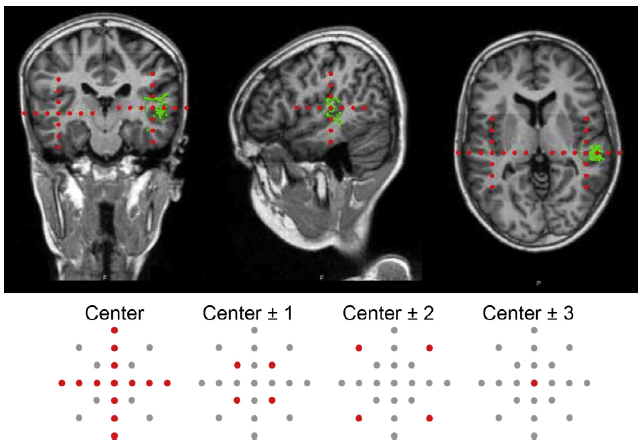 F
F
P
Center
Center ± 1
Center ± 2
Center ± 3